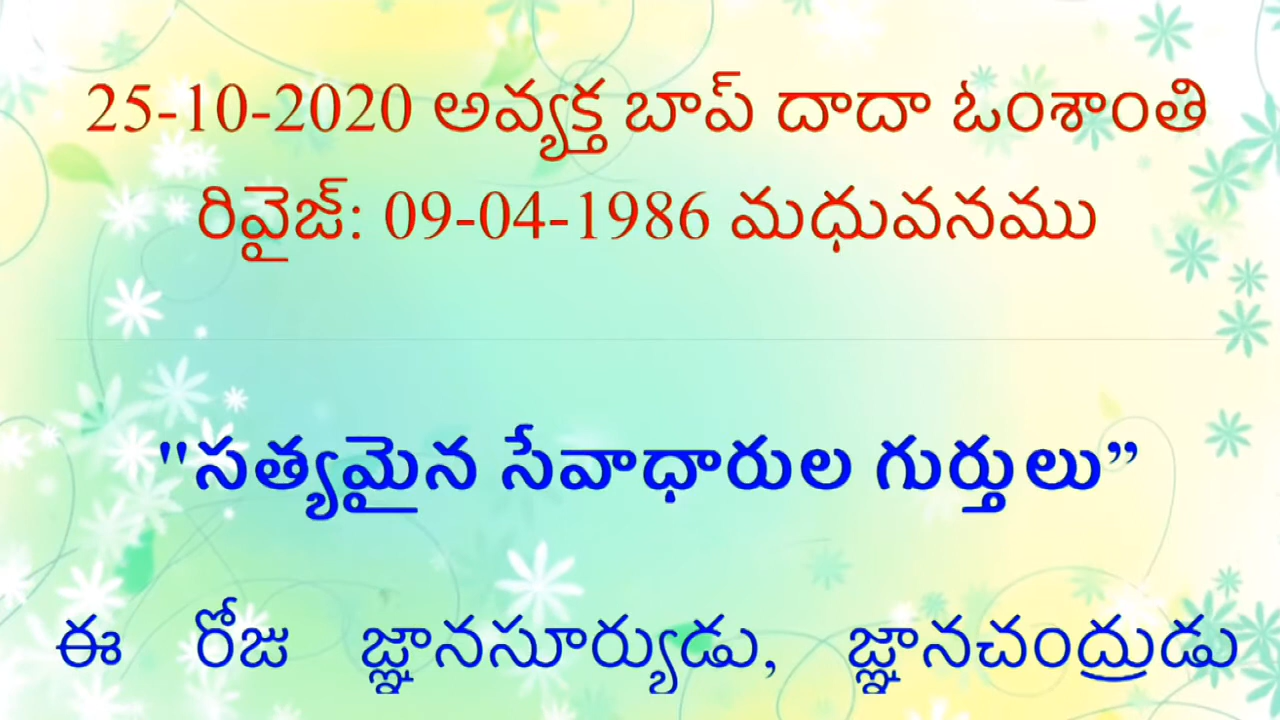 25-10-2020 అవ్యక్త బాప్ దాదా ఓంశాంతి
రివైజ్: 09-04-1986 మధువనము
"సత్యమైన సేవాధారుల గుర్తులు”
ఈ రోజు జ్ఞానసూర్యుడు, జ్ఞానచంద్రుడు